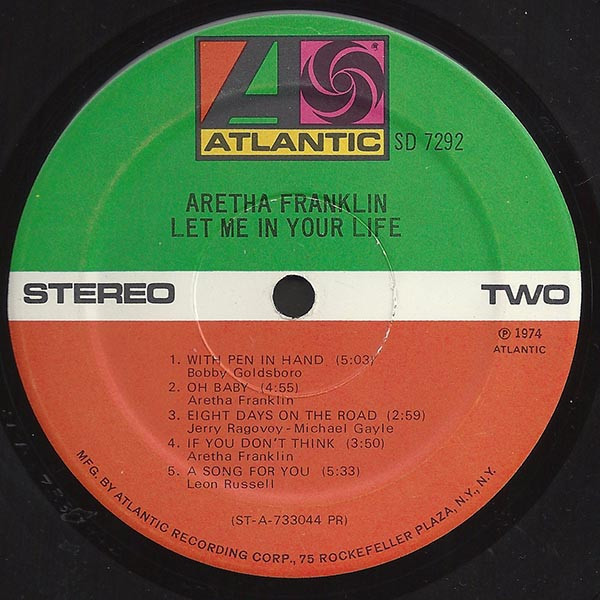 ATLANTIC SD 7292
ARETHA FRANKLIN
LET ME IN YOUR LIFE
STEREO TWO
℗ 1974
ATLANTIC
1. WITH PEN IN HAND (5:03)
Bobby Goldsboro
2. OH BABY (4:55)
Aretha Franklin
3. EIGHT DAYS ON THE ROAD (2:59)
Jerry Ragovoy - Michael Gayle
4. IF YOU DON'T THINK (3:50)
Aretha Franklin
5. A SONG FOR YOU (5:33)
Leon Russell
(ST-A-733044 PR)
MFG. BY ATLANTIC RECORDING CORP., 75 ROCKEFELLER PLAZA, N.Y., N.Y.